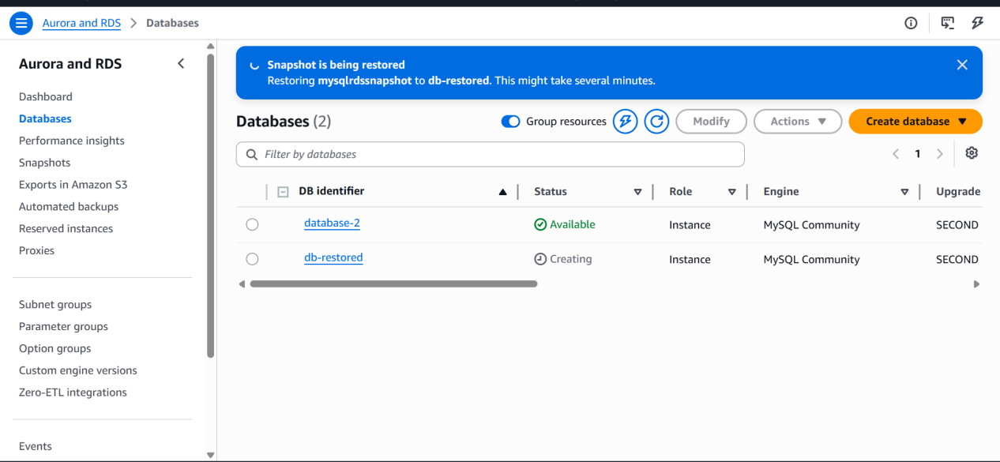 Aurora and RDS > Databases
Aurora and RDS
Dashboard
Databases
Performance insights
Snapshots
Exports in Amazon S3
Automated backups
Reserved instances
Proxies
Subnet groups
Parameter groups
Option groups
Custom engine versions
Zero-ETL integrations
Events
Snapshot is being restored
Restoring mysqlrdssnapshot to db-restored. This might take several minutes.
Databases (2)
Group resources
Modify
Actions
Create database
Filter by databases
1
DB identifier Status Role Engine Upgrade
database-2 Available Instance MySQL Community SECOND
db-restored Creating Instance MySQL Community SECOND